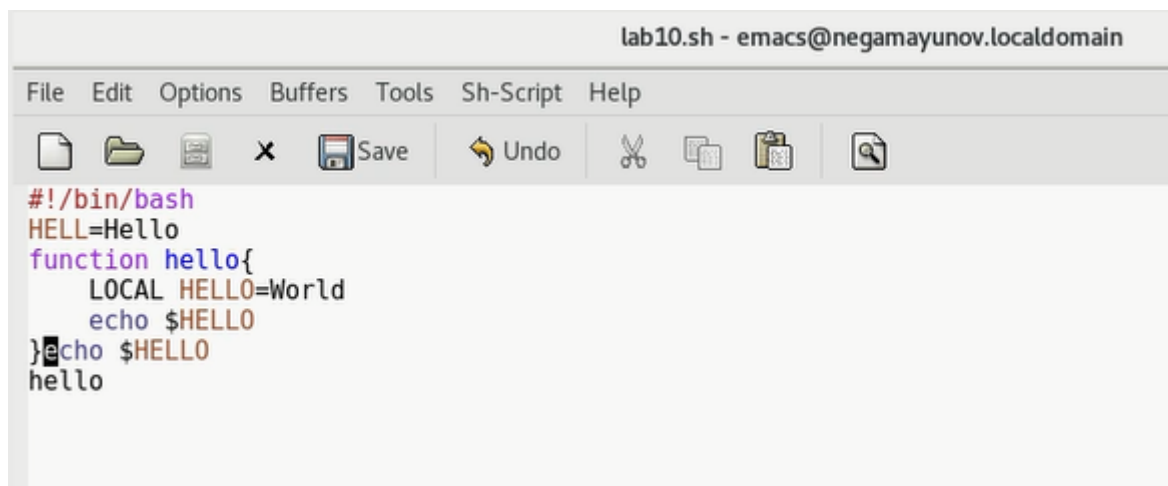 lab10.sh - emacs@negamayunov.localdomain
File Edit Options Buffers Tools Sh-Script Help
Save Undo
#!/bin/bash
HELL=Hello
function hello{
    LOCAL HELLO=World
    echo $HELLO
}echo $HELLO
hello